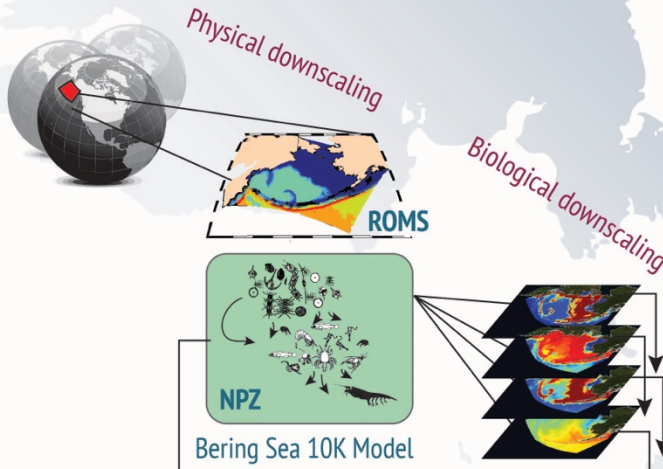 Physical downscaling
Biological downscaling
ROMS
NPZ
Bering Sea 10K Model